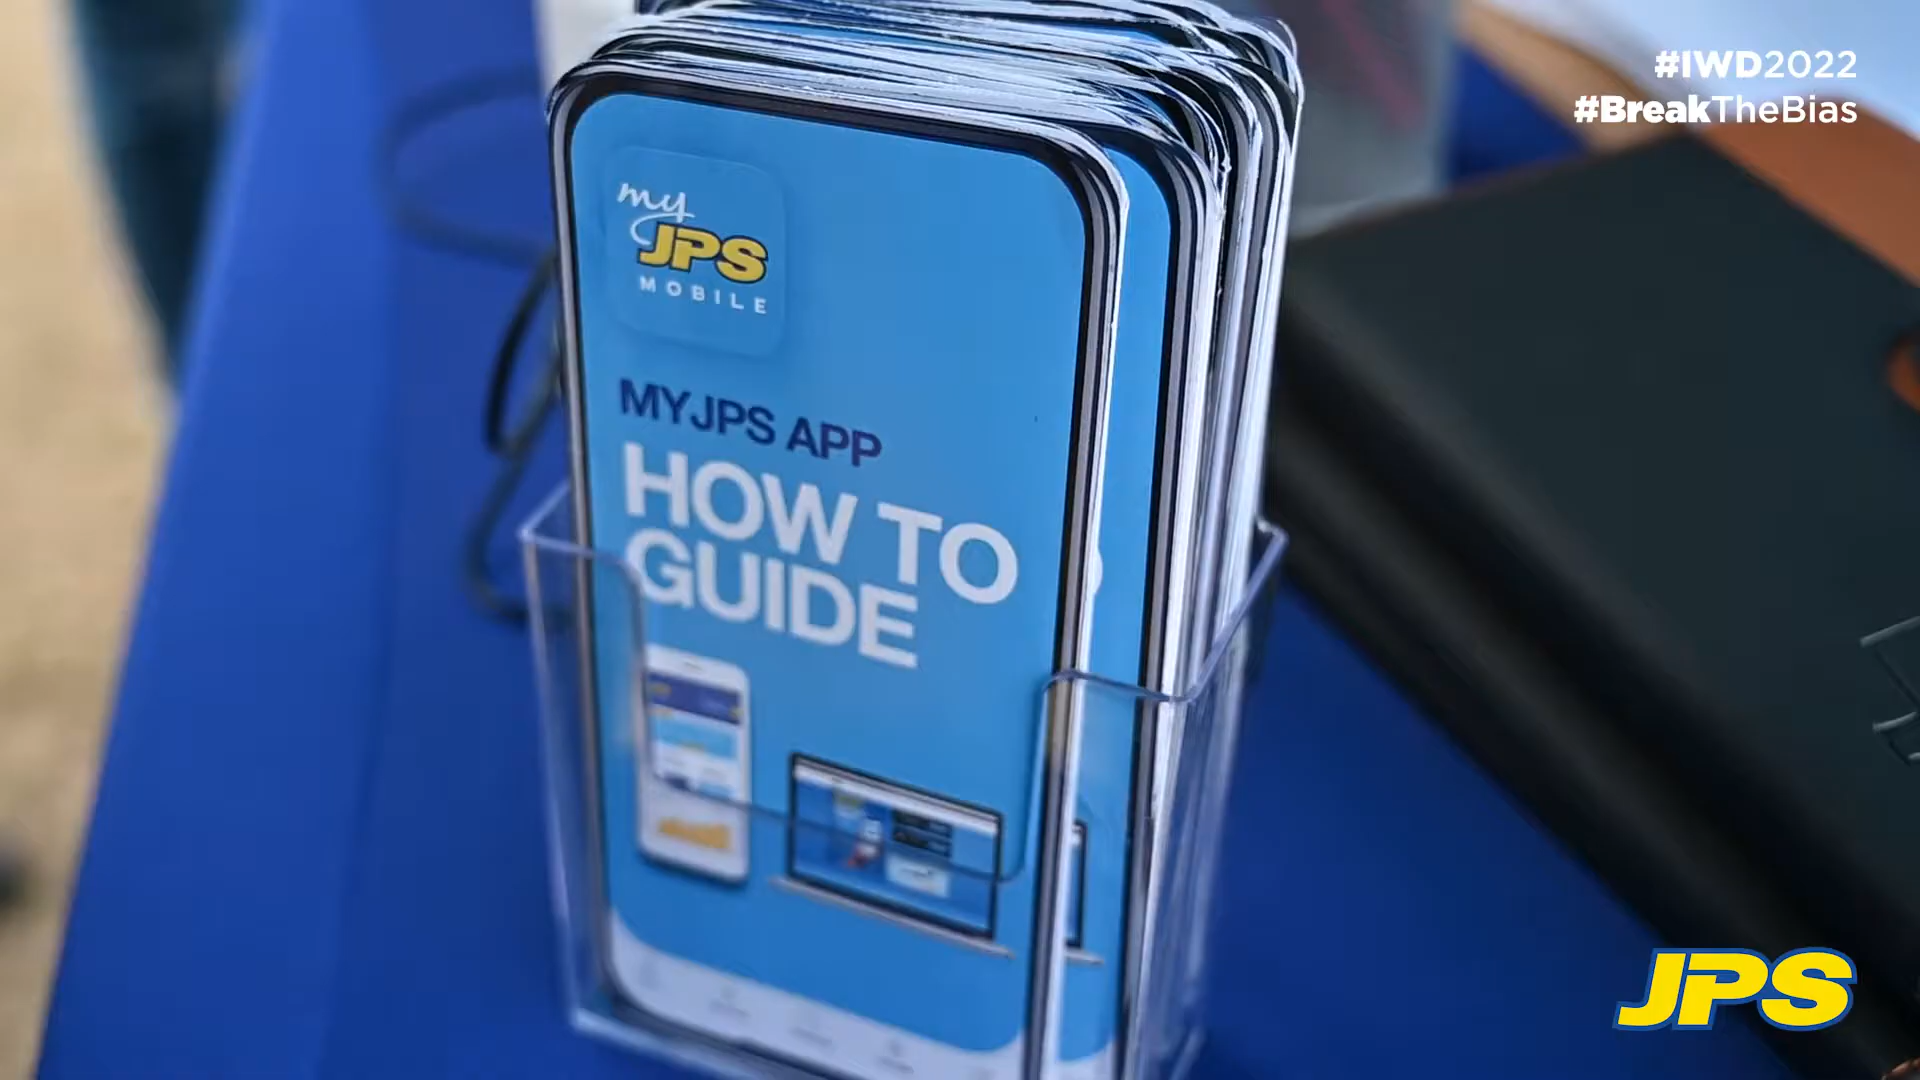 #IWD2022
#BreakTheBias
my
JPS
MOBILE
MYJPS APP
HOW TO
GUIDE
JPS